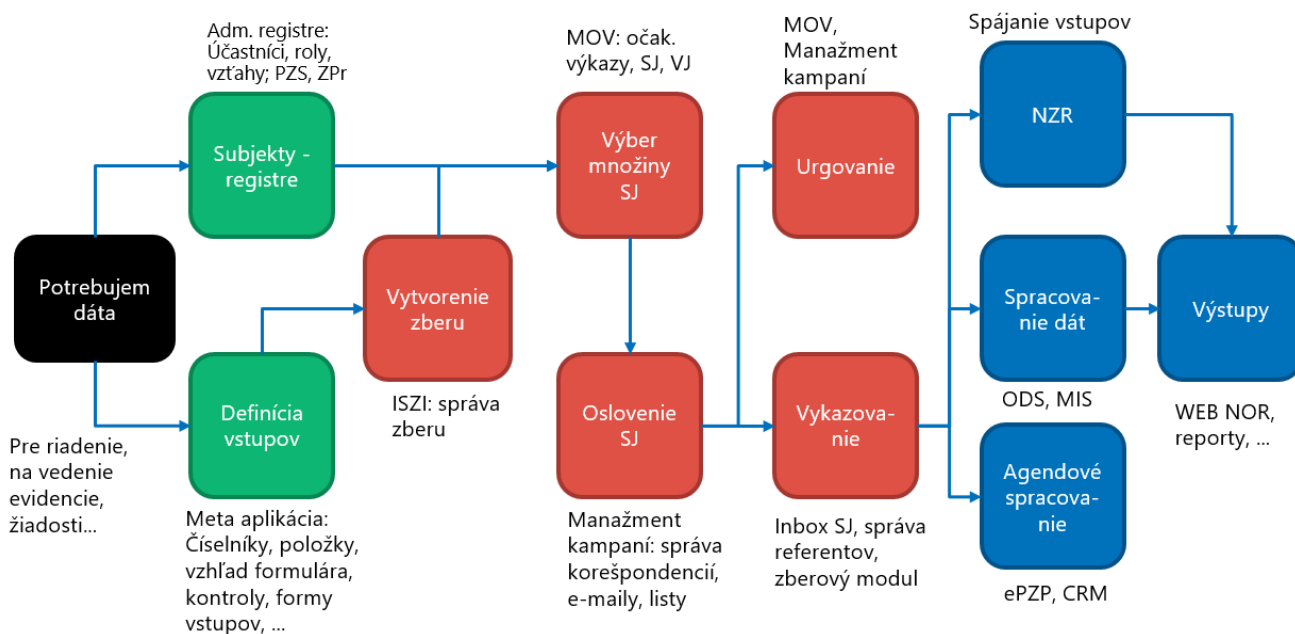 Adm. registre:
Účastníci, roly,
vzťahy; PZS, ZPr
MOV: očak.
výkazy, SJ, VJ
MOV,
Manažment
kampaní
Spájanie vstupov
Subjekty -
registre
Výber
množiny
SJ
Urgovanie
NZR
Potrebujem
dáta
Vytvorenie
zberu
Spracova-
nie dát
Výstupy
Definícia
vstupov
Oslovenie
SJ
Vykazova-
nie
Agendové
spracova-
nie
Pre riadenie,
na vedenie
evidencie,
žiadosti...
ISZI: správa
zberu
ODS, MIS
WEB NOR,
reporty, ...
Meta aplikácia:
Číselníky, položky,
vzhľad formulára,
kontroly, formy
vstupov, ...
Manažment
kampaní: správa
korešpondencií,
e-maily, listy
Inbox SJ, správa
referentov,
zberový modul
ePZP, CRM